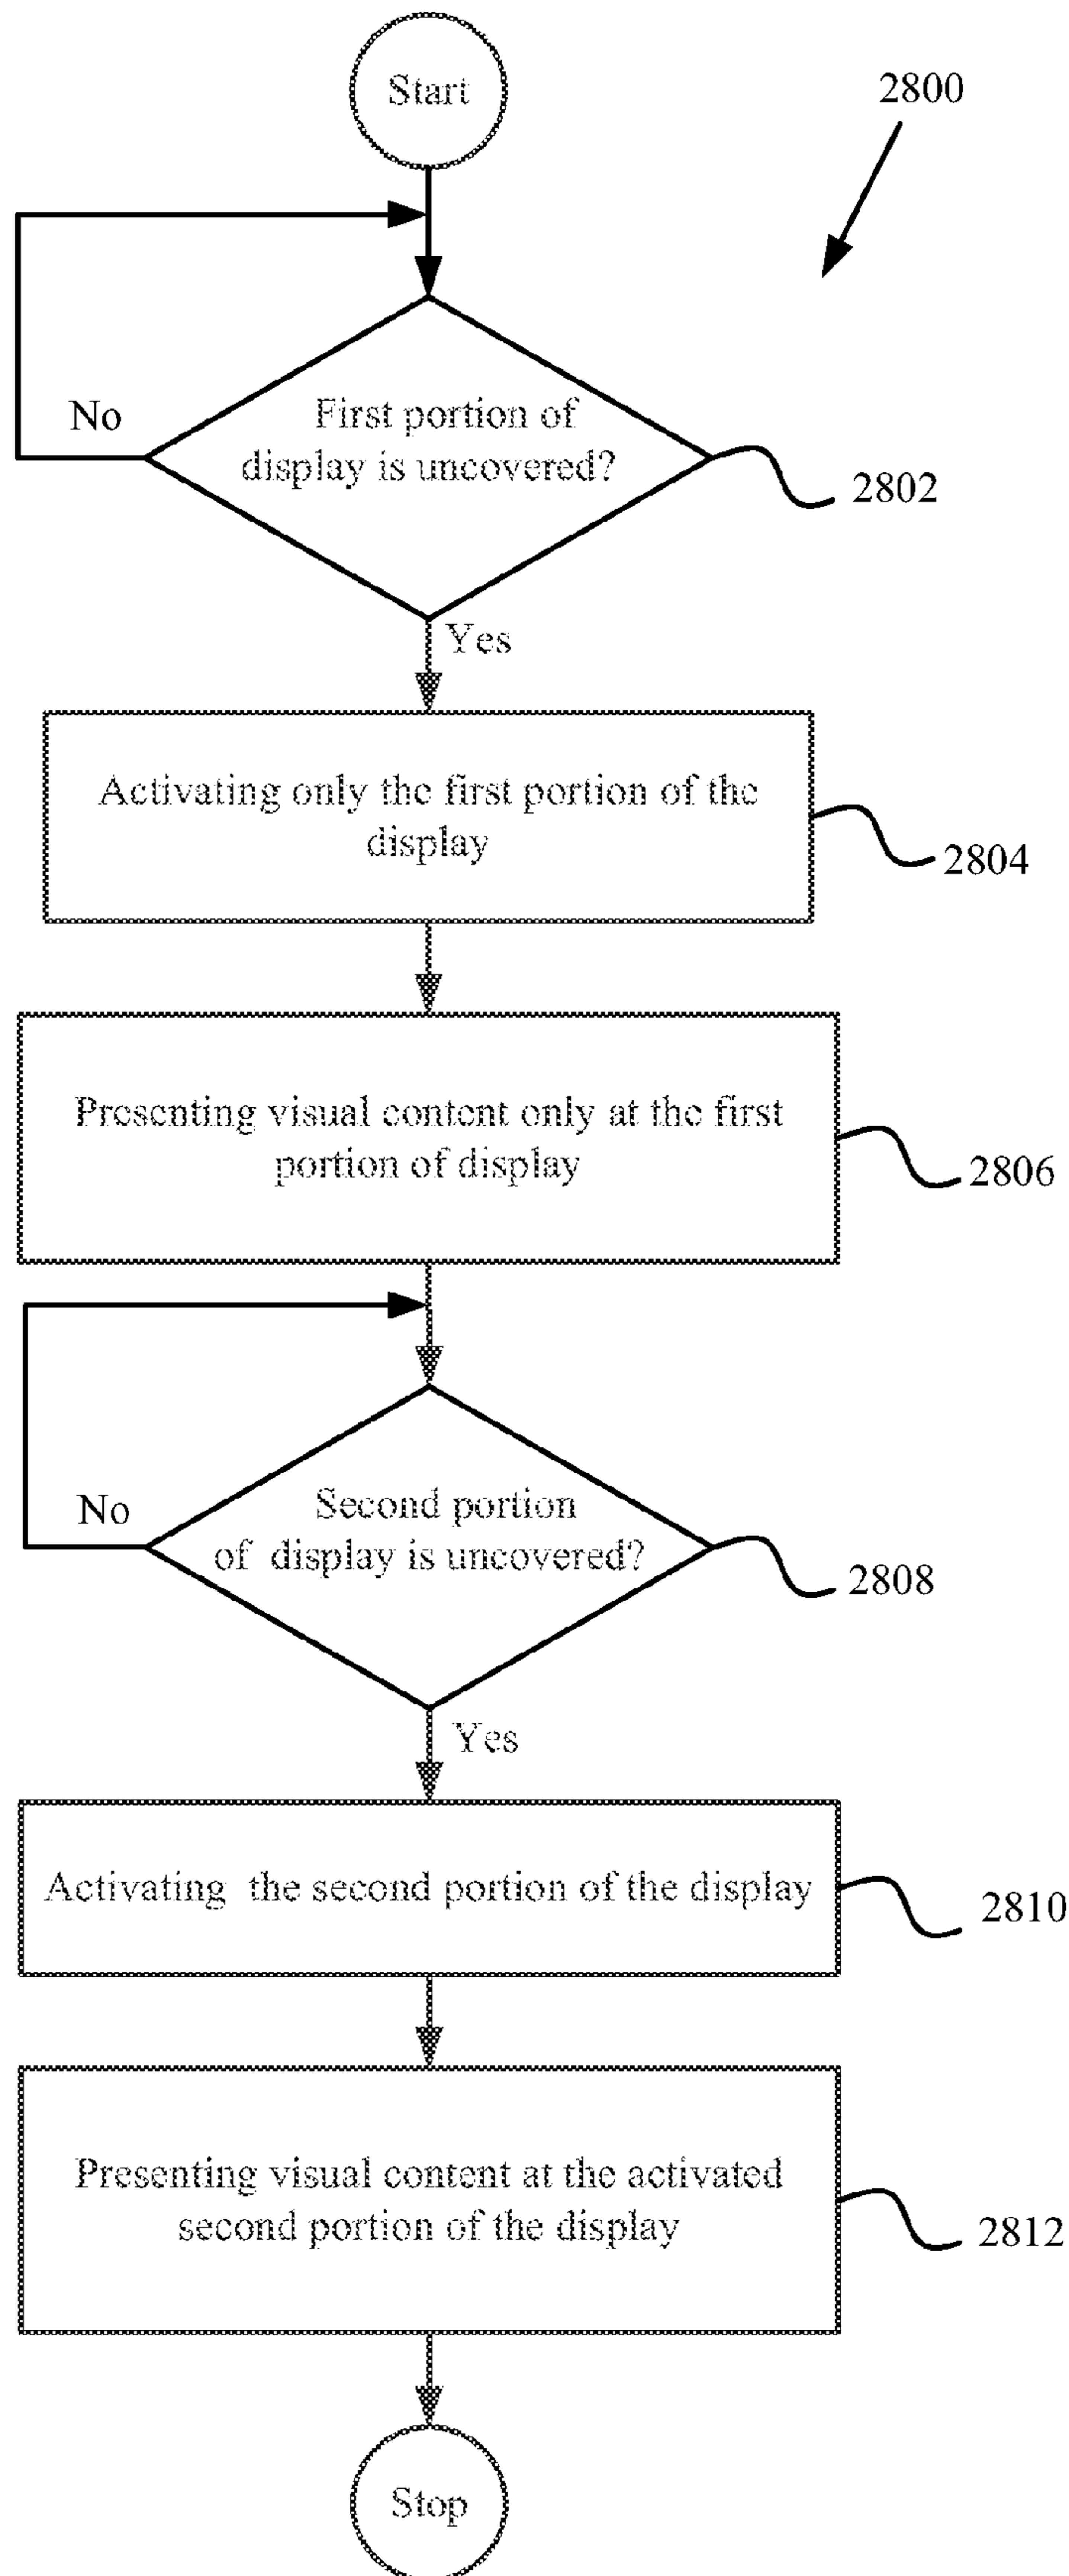 Start
2800
No
First portion of
display is uncovered?
2802
Yes
Activating only the first portion of the
display
2804
Presenting visual content only at the first
portion of display
2806
No
Second portion
of display is uncovered?
2808
Yes
Activating the second portion of the display
2810
Presenting visual content at the activated
second portion of the display
2812
Stop